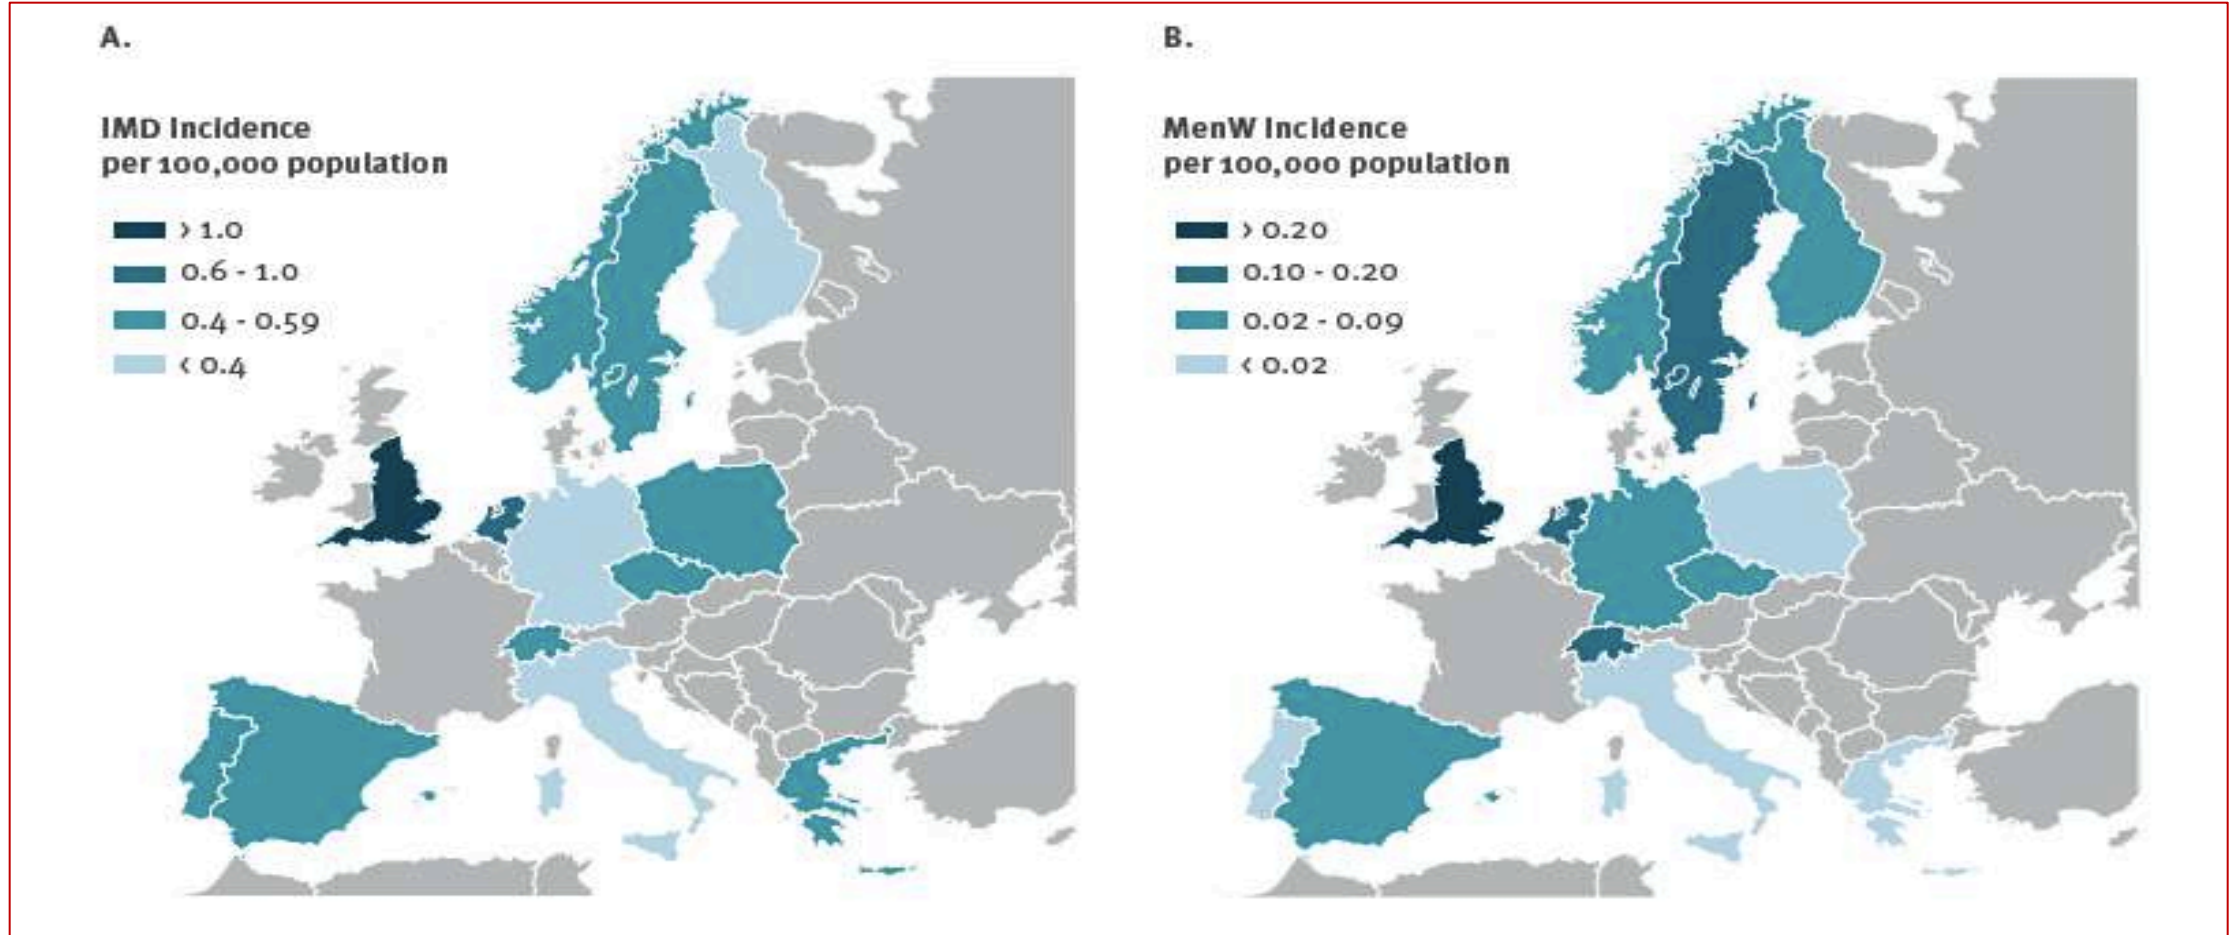 A.
IMD Incidence
per 100,000 population
> 1.0
0.6 - 1.0
0.4 - 0.59
< 0.4
B.
MenW Incidence
per 100,000 population
> 0.20
0.10 - 0.20
0.02 - 0.09
< 0.02